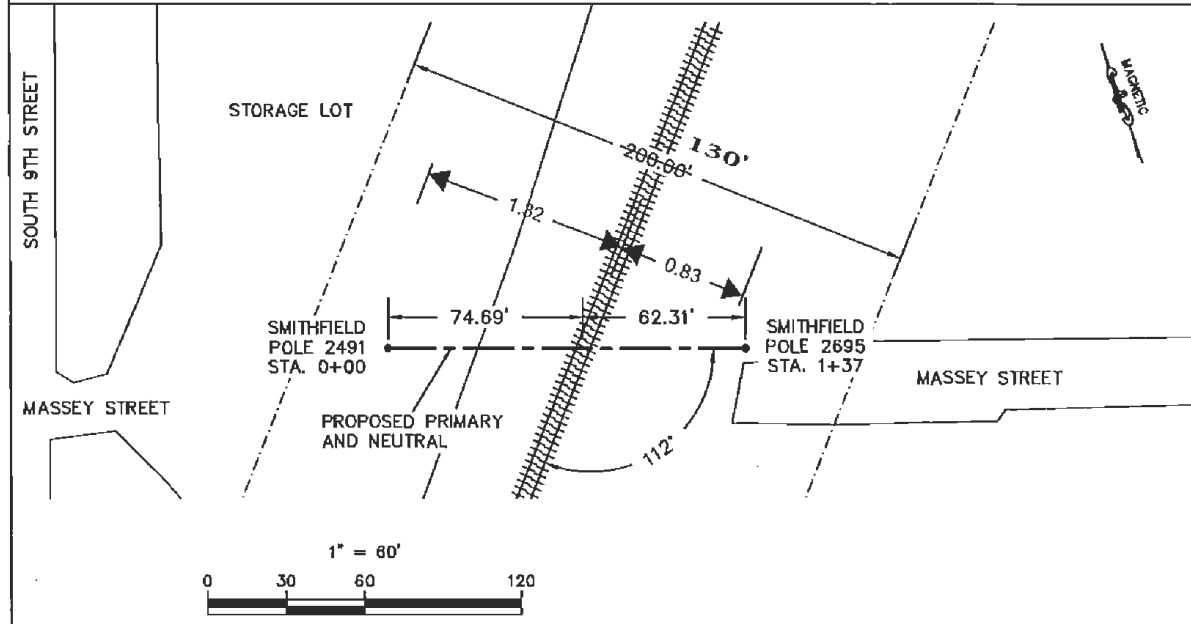 SOUTH 9TH STREET
STORAGE LOT
MAGNETIC
130'
200.00'
0.83
74.69'
62.31'
SMITHFIELD
POLE 2491
STA. 0+00
SMITHFIELD
POLE 2695
STA. 1+37
MASSEY STREET
MASSEY STREET
PROPOSED PRIMARY
AND NEUTRAL
112°
1" = 60'
0 30 60 120